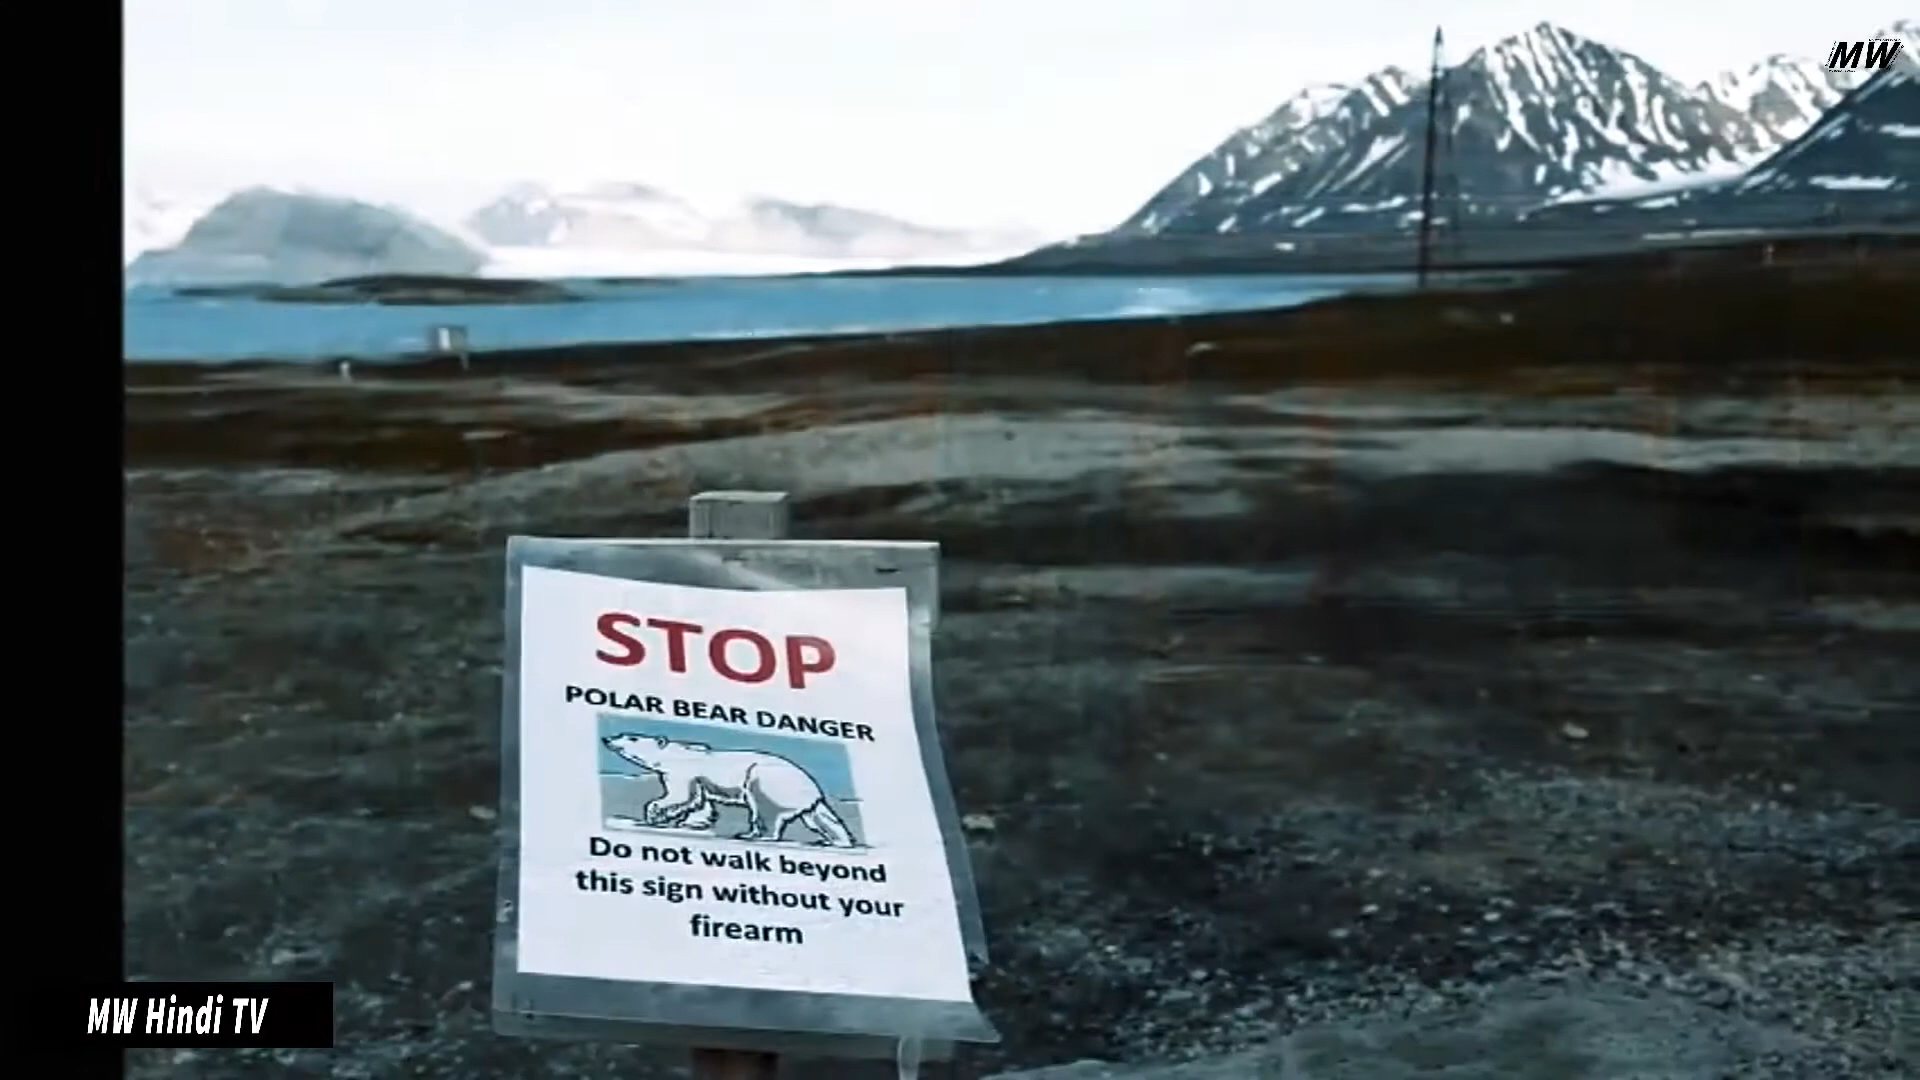 MW
STOP
POLAR BEAR DANGER
Do not walk beyond
this sign without your
firearm
MW Hindi TV